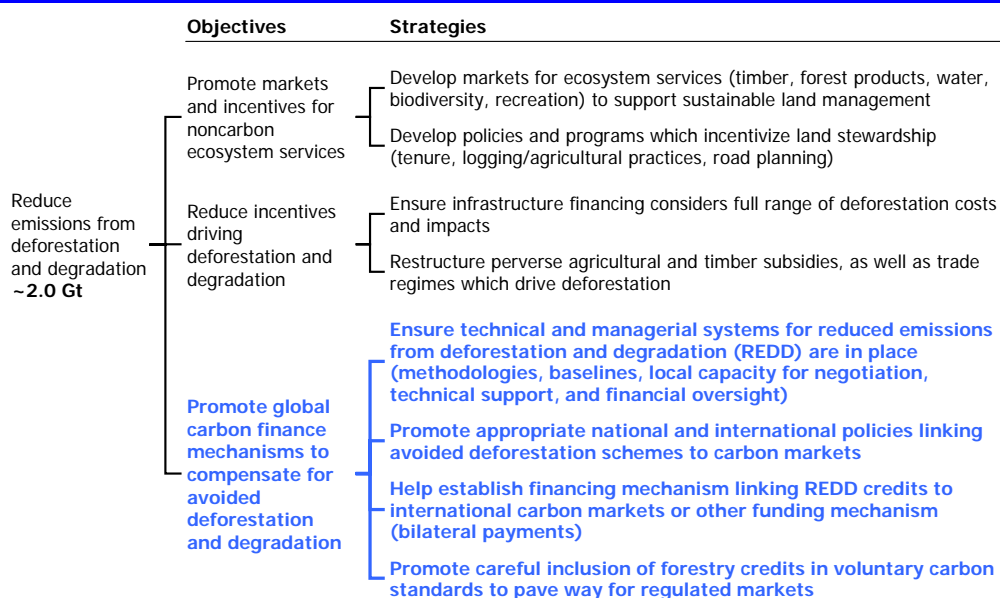 Objectives
Strategies
Reduce
emissions from
deforestation
and degradation
~2.0 Gt
Promote markets
and incentives for
noncarbon
ecosystem services
Develop markets for ecosystem services (timber, forest products, water,
biodiversity, recreation) to support sustainable land management
Develop policies and programs which incentivize land stewardship
(tenure, logging/agricultural practices, road planning)
Reduce incentives
driving
deforestation and
degradation
Ensure infrastructure financing considers full range of deforestation costs
and impacts
Restructure perverse agricultural and timber subsidies, as well as trade
regimes which drive deforestation
Promote global
carbon finance
mechanisms to
compensate for
avoided
deforestation
and degradation
Ensure technical and managerial systems for reduced emissions
from deforestation and degradation (REDD) are in place
(methodologies, baselines, local capacity for negotiation,
technical support, and financial oversight)
Promote appropriate national and international policies linking
avoided deforestation schemes to carbon markets
Help establish financing mechanism linking REDD credits to
international carbon markets or other funding mechanism
(bilateral payments)
Promote careful inclusion of forestry credits in voluntary carbon
standards to pave way for regulated markets